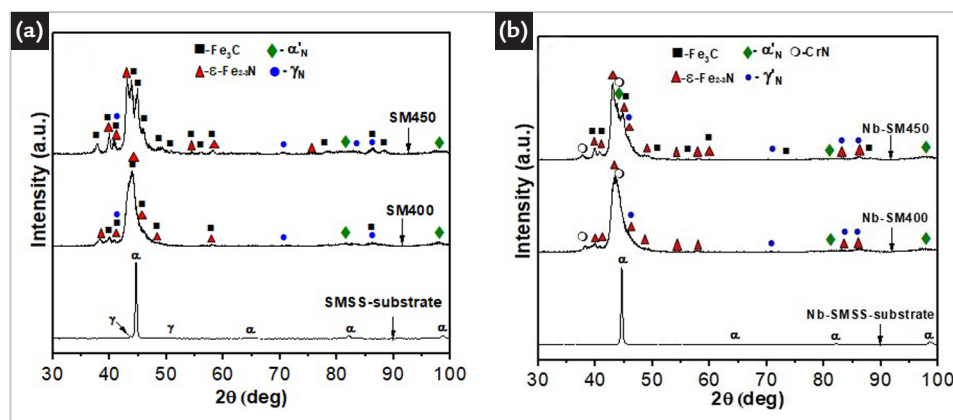 (a)
■-Fe₃C ◆-α'N
▲-ε-Fe₂₋₃N ●-γN
SM450
SM400
α
SMSS-substrate
γ γ α α α
Intensity (a.u.)
30 40 50 60 70 80 90 100
2θ (deg)
(b)
■-Fe₃C ◆-α'N ○-CrN
▲-ε-Fe₂₋₃N ●-γ'N
Nb-SM450
Nb-SM400
α
Nb-SMSS-substrate
α α α
Intensity (a.u.)
30 40 50 60 70 80 90 100
2θ (deg)